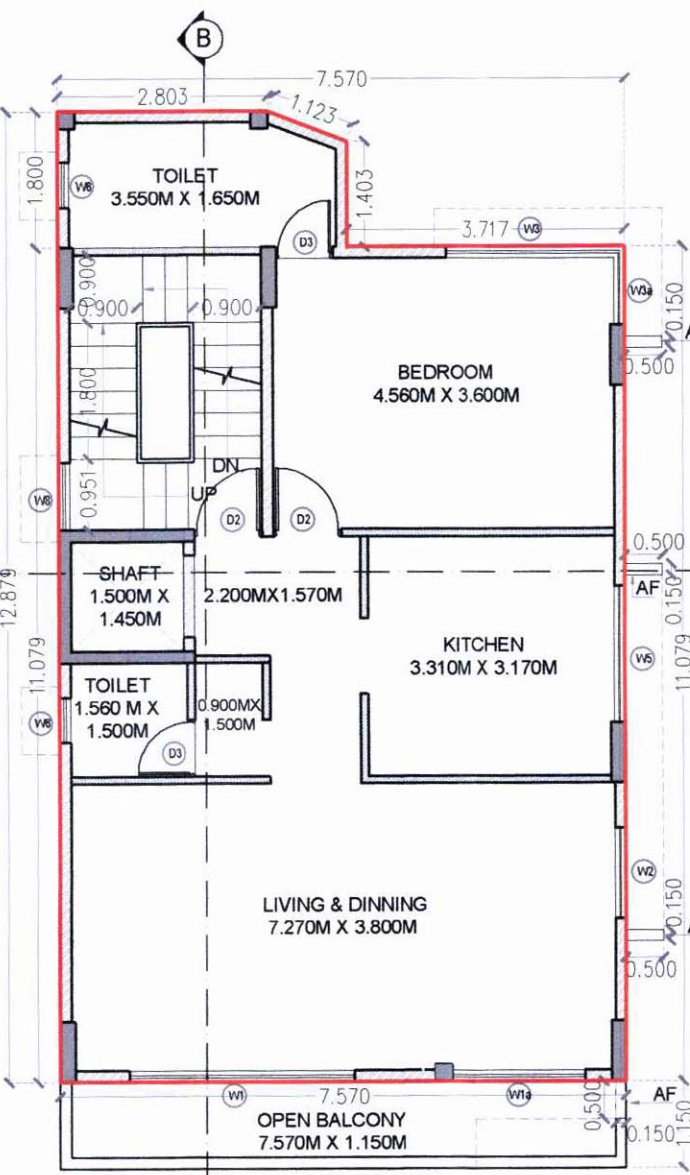 B
7.570
2.803
1.123
1.800
TOILET
3.550M X 1.650M
W6
1.403
D3
3.717
W3
0.900
0.900
0.900
W3a
0.150
0.500
BEDROOM
4.560M X 3.600M
1.800
DN
UP
0.951
W8
D2
D2
0.500
12.879
SHAFT
1.500M X
1.450M
2.200MX1.570M
AF
0.150
KITCHEN
3.310M X 3.170M
W5
11.079
11.079
TOILET
1.560 M X
1.500M
0.900MX
1.500M
W6
D3
W2
LIVING & DINNING
7.270M X 3.800M
0.150
0.500
W1
7.570
W1a
0.500
AF
OPEN BALCONY
7.570M X 1.150M
0.150
1.150